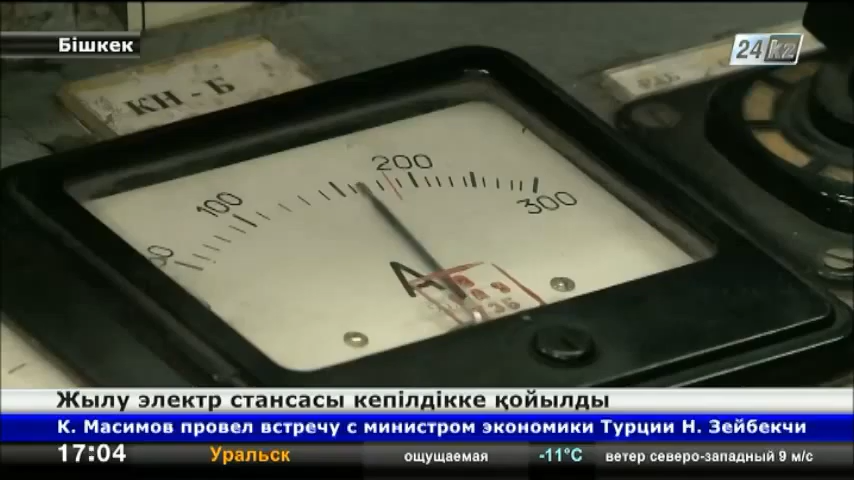 Бішкек
24kz
КН - Б
РАБ
100
200
300
А
Жылу электр стансасы кепілдікке қойылды
К. Масимов провел встречу с министром экономики Турции Н. Зейбекчи
17:04 Уральск ощущаемая -11°C ветер северо-западный 9 м/с